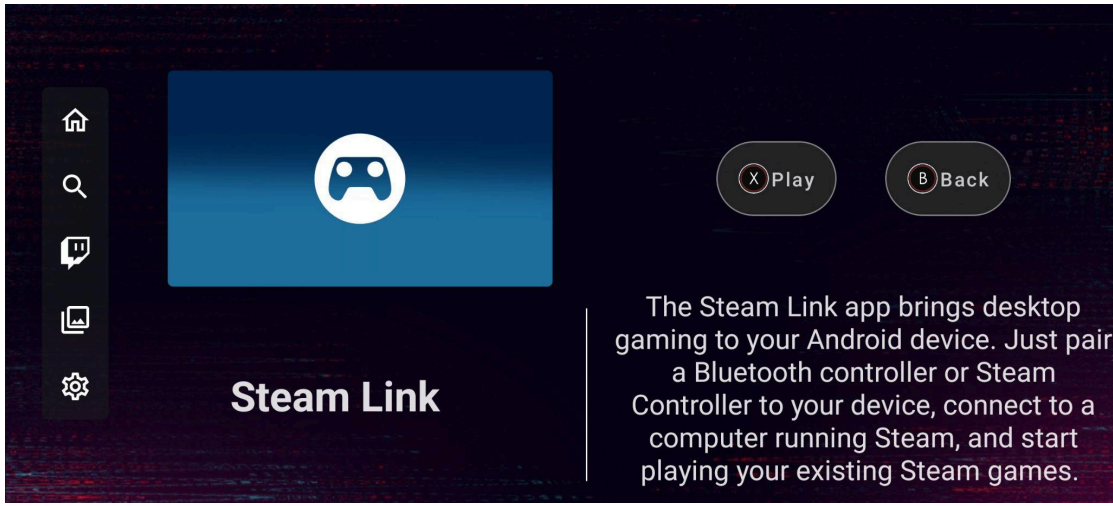 X Play
B Back
Steam Link
The Steam Link app brings desktop
gaming to your Android device. Just pair
a Bluetooth controller or Steam
Controller to your device, connect to a
computer running Steam, and start
playing your existing Steam games.